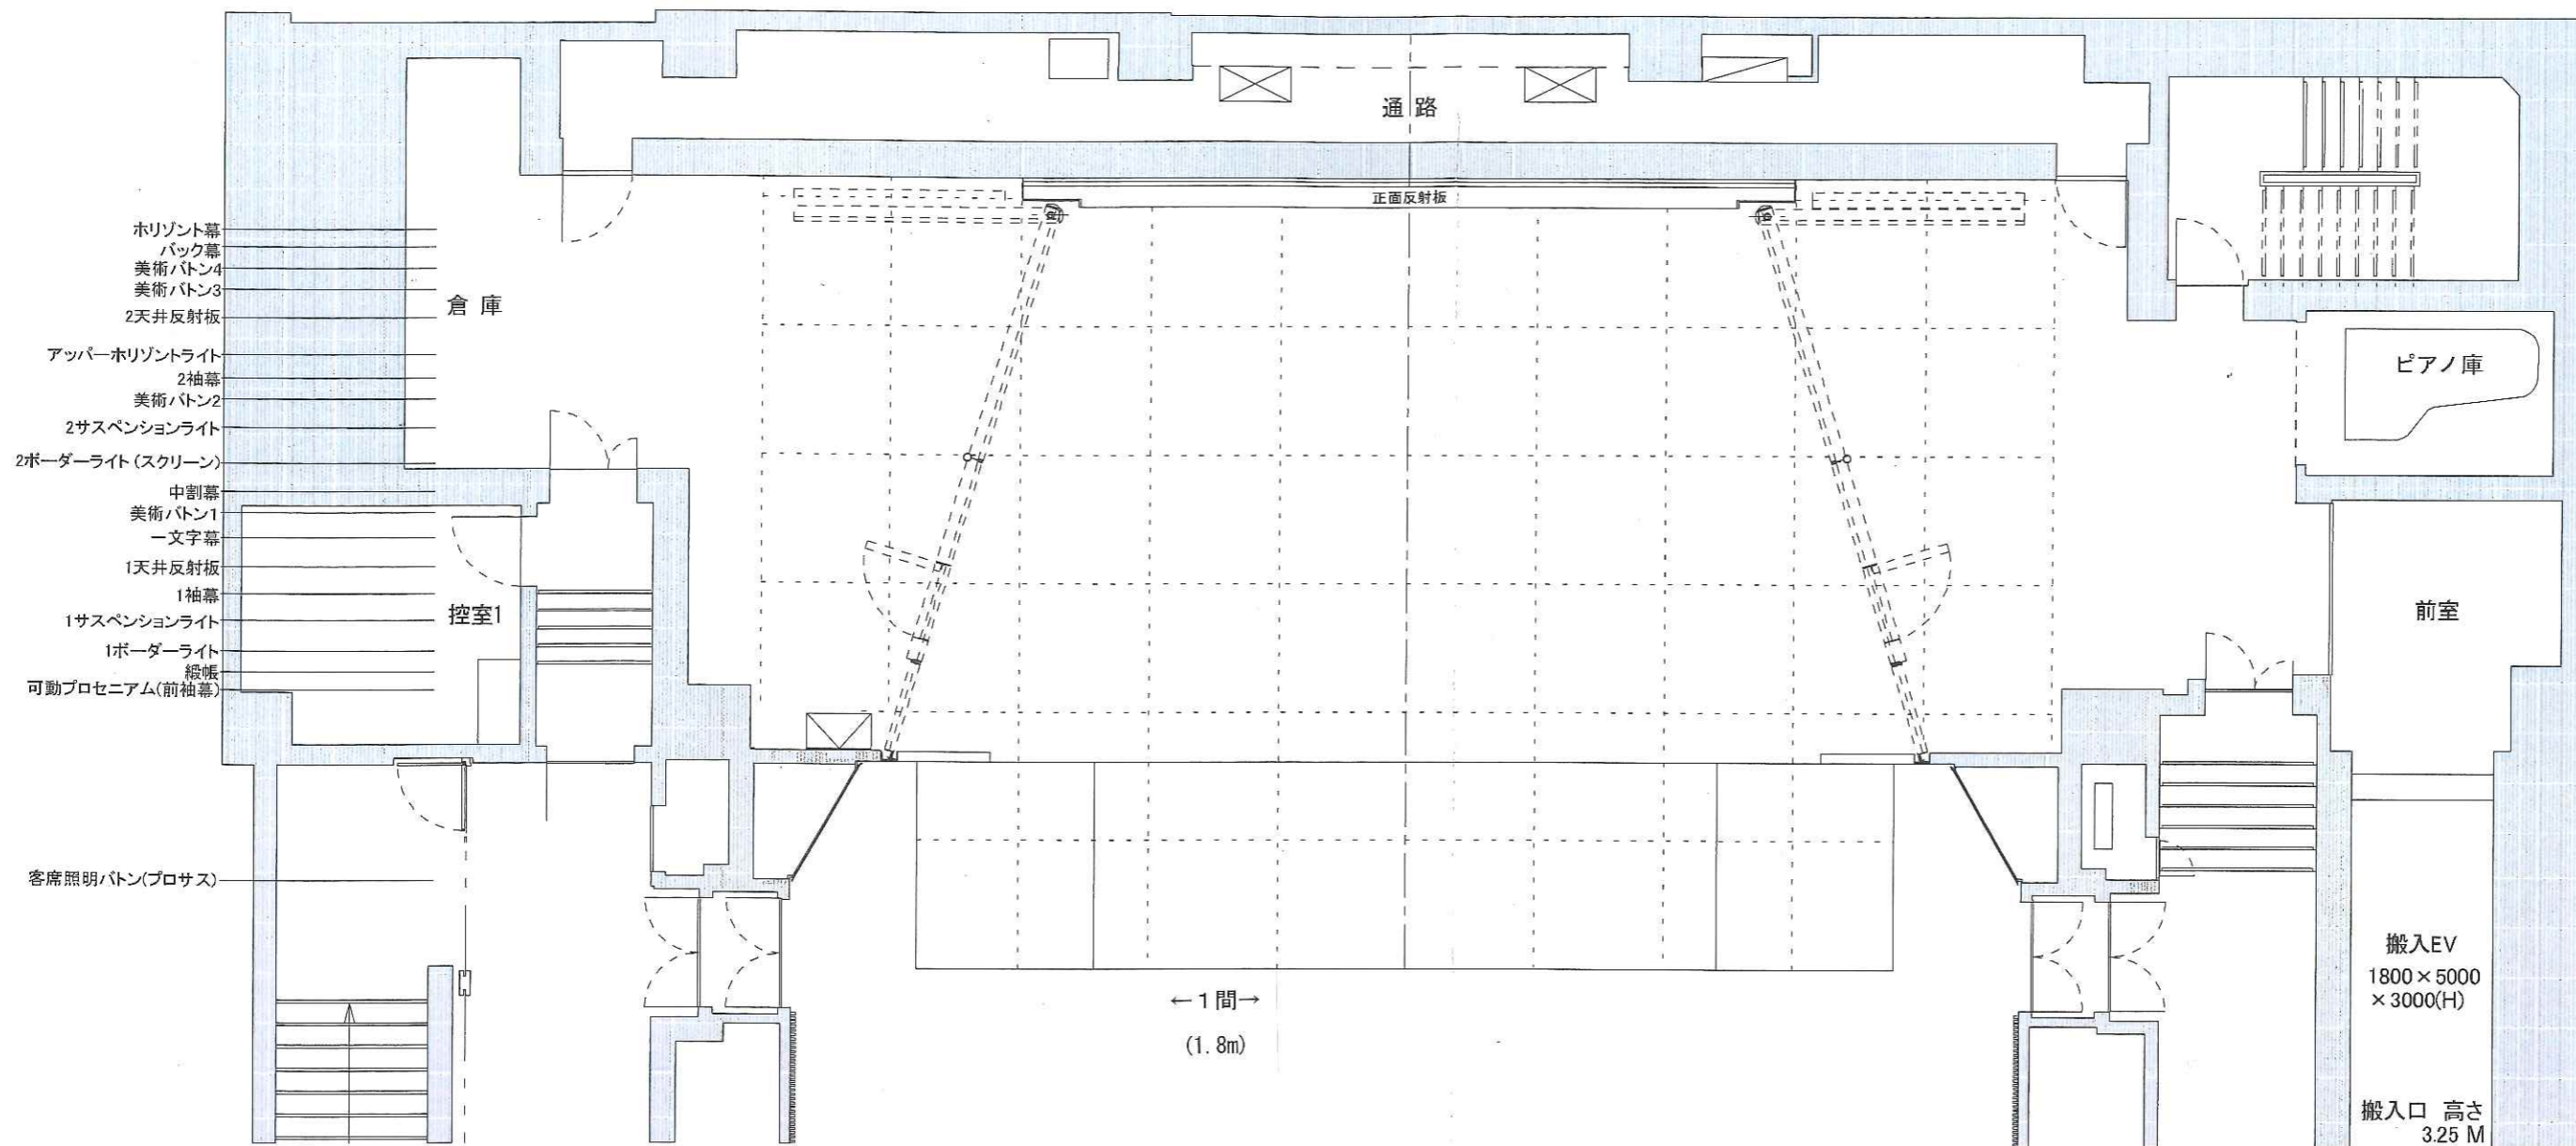 通路
正面反射板
ホリゾント幕
バック幕
美術バトン4
美術バトン3
2天井反射板
アッパーホリゾントライト
2袖幕
美術バトン2
2サスペンションライト
2ボーダーライト(スクリーン)
中割幕
美術バトン1
一文字幕
1天井反射板
1袖幕
1サスペンションライト
1ボーダーライト
緞帳
可動プロセニアム(前袖幕)
客席照明バトン(プロサス)
倉庫
控室1
ピアノ庫
前室
←1間→
(1.8m)
搬入EV
1800×5000
×3000(H)
搬入口 高さ
3.25 M